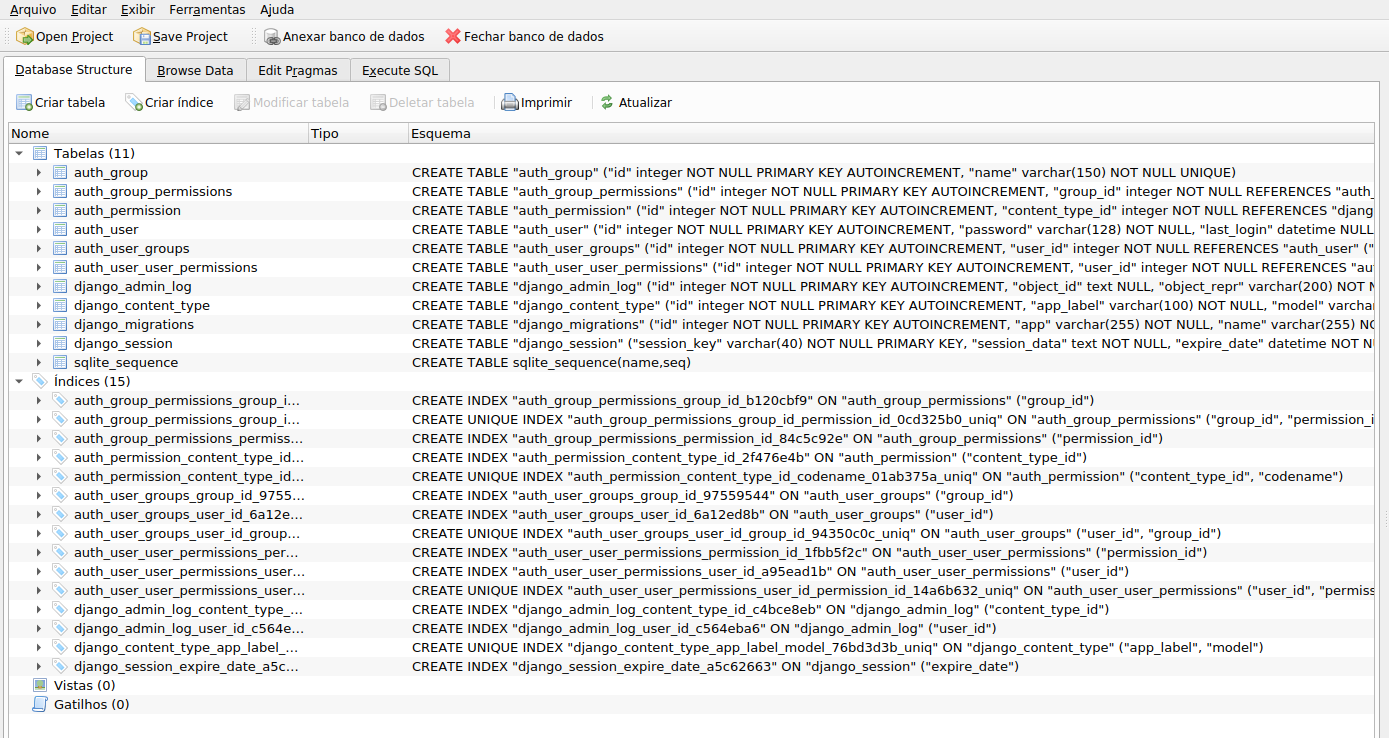 Arquivo Editar Exibir Ferramentas Ajuda
Open Project Save Project Anexar banco de dados Fechar banco de dados
Database Structure Browse Data Edit Pragmas Execute SQL
Criar tabela Criar índice Modificar tabela Deletar tabela Imprimir Atualizar
Nome Tipo Esquema
Tabelas (11)
auth_group CREATE TABLE "auth_group" ("id" integer NOT NULL PRIMARY KEY AUTOINCREMENT, "name" varchar(150) NOT NULL UNIQUE)
auth_group_permissions CREATE TABLE "auth_group_permissions" ("id" integer NOT NULL PRIMARY KEY AUTOINCREMENT, "group_id" integer NOT NULL REFERENCES "auth_
auth_permission CREATE TABLE "auth_permission" ("id" integer NOT NULL PRIMARY KEY AUTOINCREMENT, "content_type_id" integer NOT NULL REFERENCES "djang
auth_user CREATE TABLE "auth_user" ("id" integer NOT NULL PRIMARY KEY AUTOINCREMENT, "password" varchar(128) NOT NULL, "last_login" datetime NULL
auth_user_groups CREATE TABLE "auth_user_groups" ("id" integer NOT NULL PRIMARY KEY AUTOINCREMENT, "user_id" integer NOT NULL REFERENCES "auth_user" ("
auth_user_user_permissions CREATE TABLE "auth_user_user_permissions" ("id" integer NOT NULL PRIMARY KEY AUTOINCREMENT, "user_id" integer NOT NULL REFERENCES "au
django_admin_log CREATE TABLE "django_admin_log" ("id" integer NOT NULL PRIMARY KEY AUTOINCREMENT, "object_id" text NULL, "object_repr" varchar(200) NOT N
django_content_type CREATE TABLE "django_content_type" ("id" integer NOT NULL PRIMARY KEY AUTOINCREMENT, "app_label" varchar(100) NOT NULL, "model" varcha
django_migrations CREATE TABLE "django_migrations" ("id" integer NOT NULL PRIMARY KEY AUTOINCREMENT, "app" varchar(255) NOT NULL, "name" varchar(255) NO
django_session CREATE TABLE "django_session" ("session_key" varchar(40) NOT NULL PRIMARY KEY, "session_data" text NOT NULL, "expire_date" datetime NOT N
sqlite_sequence CREATE TABLE sqlite_sequence(name,seq)
Índices (15)
auth_group_permissions_group_i... CREATE INDEX "auth_group_permissions_group_id_b120cbf9" ON "auth_group_permissions" ("group_id")
auth_group_permissions_group_i... CREATE UNIQUE INDEX "auth_group_permissions_group_id_permission_id_0cd325b0_uniq" ON "auth_group_permissions" ("group_id", "permission_i
auth_group_permissions_permiss... CREATE INDEX "auth_group_permissions_permission_id_84c5c92e" ON "auth_group_permissions" ("permission_id")
auth_permission_content_type_id... CREATE INDEX "auth_permission_content_type_id_2f476e4b" ON "auth_permission" ("content_type_id")
auth_permission_content_type_id... CREATE UNIQUE INDEX "auth_permission_content_type_id_codename_01ab375a_uniq" ON "auth_permission" ("content_type_id", "codename")
auth_user_groups_group_id_9755... CREATE INDEX "auth_user_groups_group_id_97559544" ON "auth_user_groups" ("group_id")
auth_user_groups_user_id_6a12e... CREATE INDEX "auth_user_groups_user_id_6a12ed8b" ON "auth_user_groups" ("user_id")
auth_user_groups_user_id_group... CREATE UNIQUE INDEX "auth_user_groups_user_id_group_id_94350c0c_uniq" ON "auth_user_groups" ("user_id", "group_id")
auth_user_user_permissions_per... CREATE INDEX "auth_user_user_permissions_permission_id_1fbb5f2c" ON "auth_user_user_permissions" ("permission_id")
auth_user_user_permissions_user... CREATE INDEX "auth_user_user_permissions_user_id_a95ead1b" ON "auth_user_user_permissions" ("user_id")
auth_user_user_permissions_user... CREATE UNIQUE INDEX "auth_user_user_permissions_user_id_permission_id_14a6b632_uniq" ON "auth_user_user_permissions" ("user_id", "permiss
django_admin_log_content_type_... CREATE INDEX "django_admin_log_content_type_id_c4bce8eb" ON "django_admin_log" ("content_type_id")
django_admin_log_user_id_c564e... CREATE INDEX "django_admin_log_user_id_c564eba6" ON "django_admin_log" ("user_id")
django_content_type_app_label_... CREATE UNIQUE INDEX "django_content_type_app_label_model_76bd3d3b_uniq" ON "django_content_type" ("app_label", "model")
django_session_expire_date_a5c... CREATE INDEX "django_session_expire_date_a5c62663" ON "django_session" ("expire_date")
Vistas (0)
Gatilhos (0)